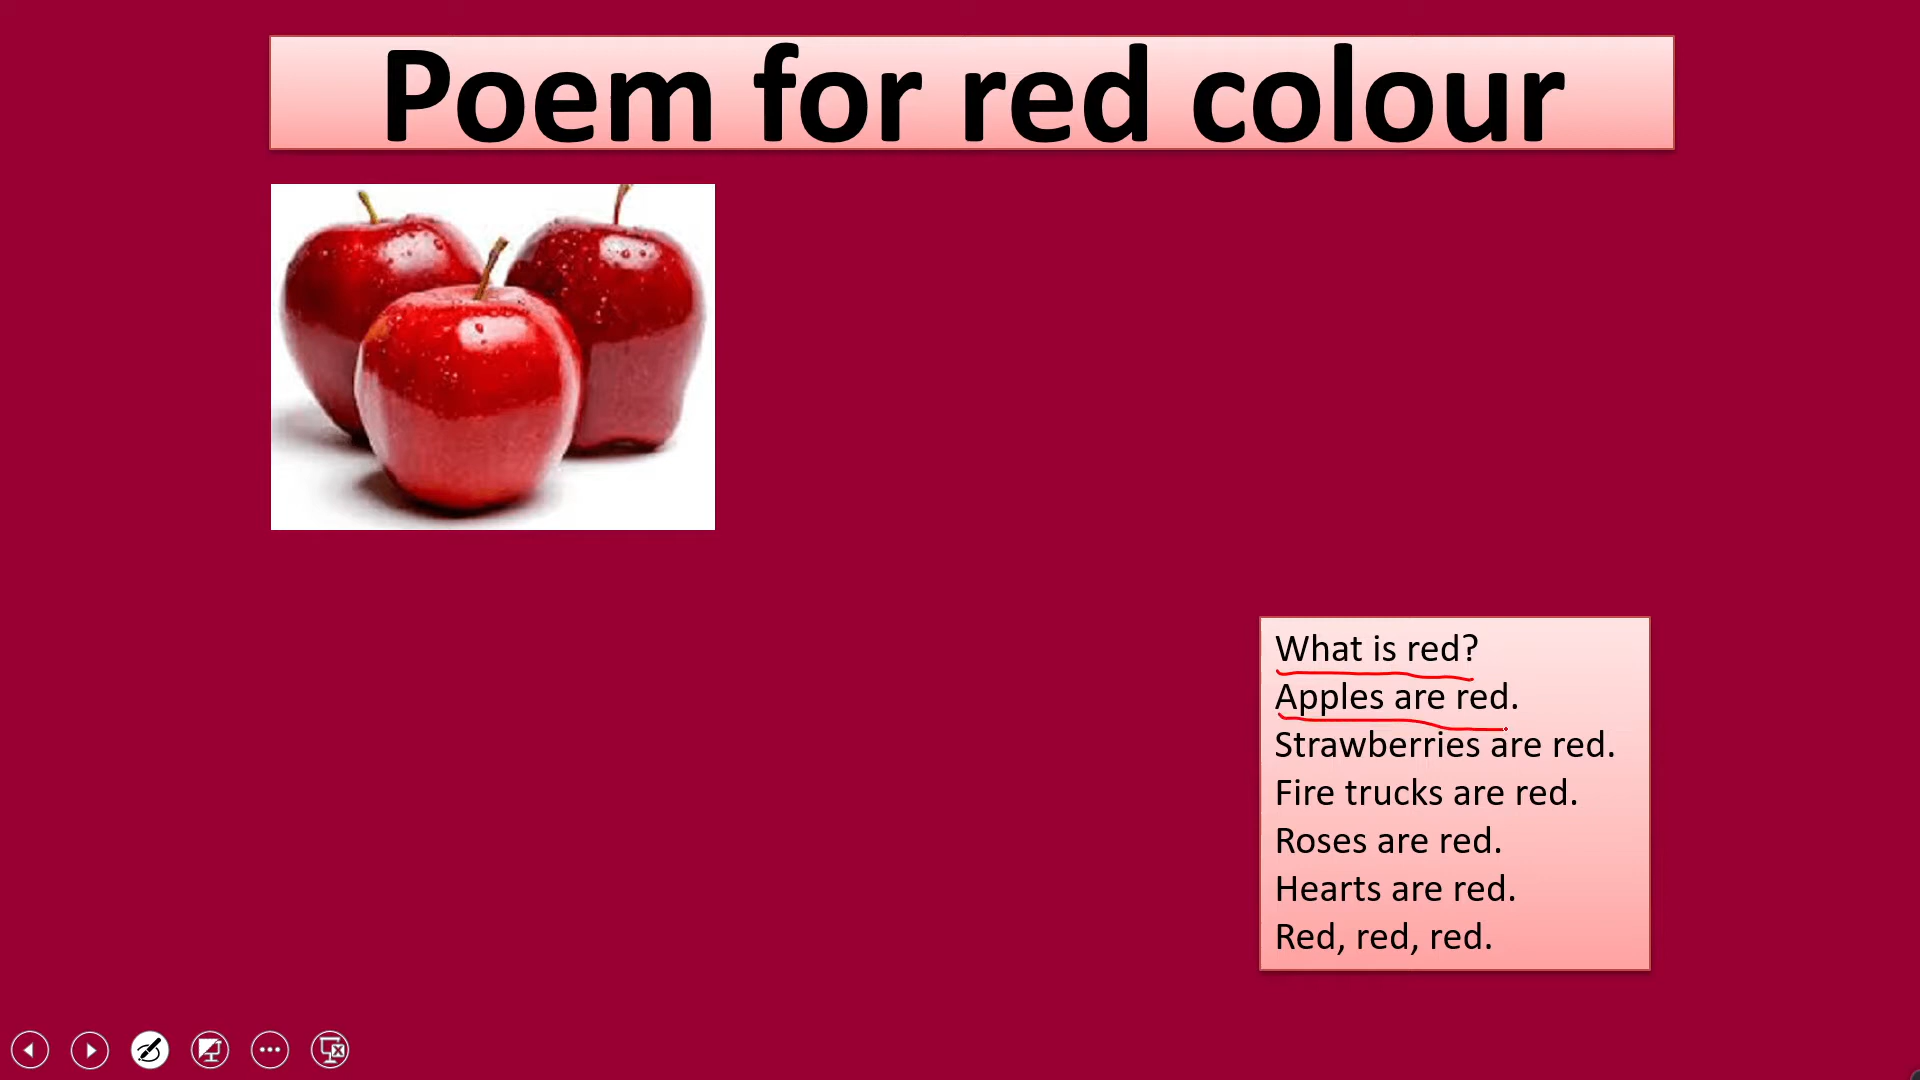 Poem for red colour
What is red?
Apples are red.
Strawberries are red.
Fire trucks are red.
Roses are red.
Hearts are red.
Red, red, red.